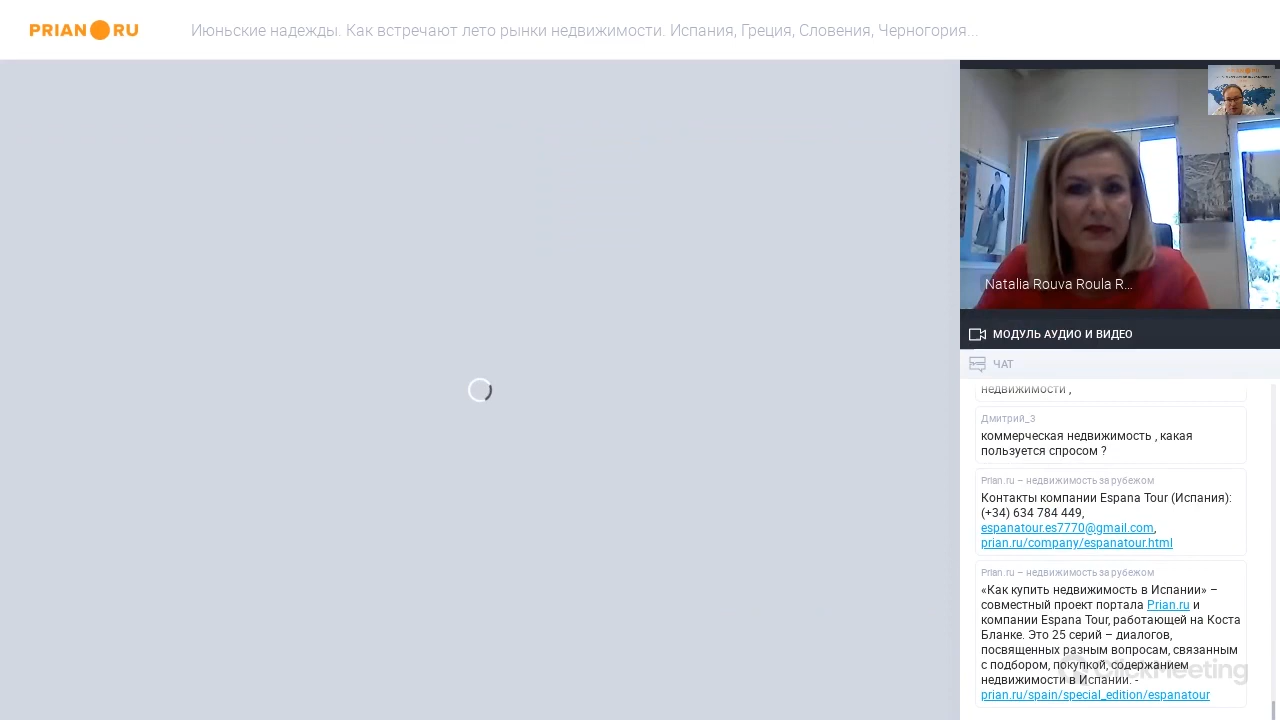 PRIAN RU
Июньские надежды. Как встречают лето рынки недвижимости. Испания, Греция, Словения, Черногория...
Natalia Rouva Roula R...
МОДУЛЬ АУДИО И ВИДЕО
ЧАТ
недвижимости ,
Дмитрий_3
коммерческая недвижимость , какая
пользуется спросом ?
Prian.ru – недвижимость за рубежом
Контакты компании Espana Tour (Испания):
(+34) 634 784 449,
espanatour.es7770@gmail.com,
prian.ru/company/espanatour.html
Prian.ru – недвижимость за рубежом
«Как купить недвижимость в Испании» –
совместный проект портала Prian.ru и
компании Espana Tour, работающей на Коста
Бланке. Это 25 серий – диалогов,
посвященных разным вопросам, связанным
с подбором, покупкой, содержанием
недвижимости в Испании. -
prian.ru/spain/special_edition/espanatour
ClickMeeting